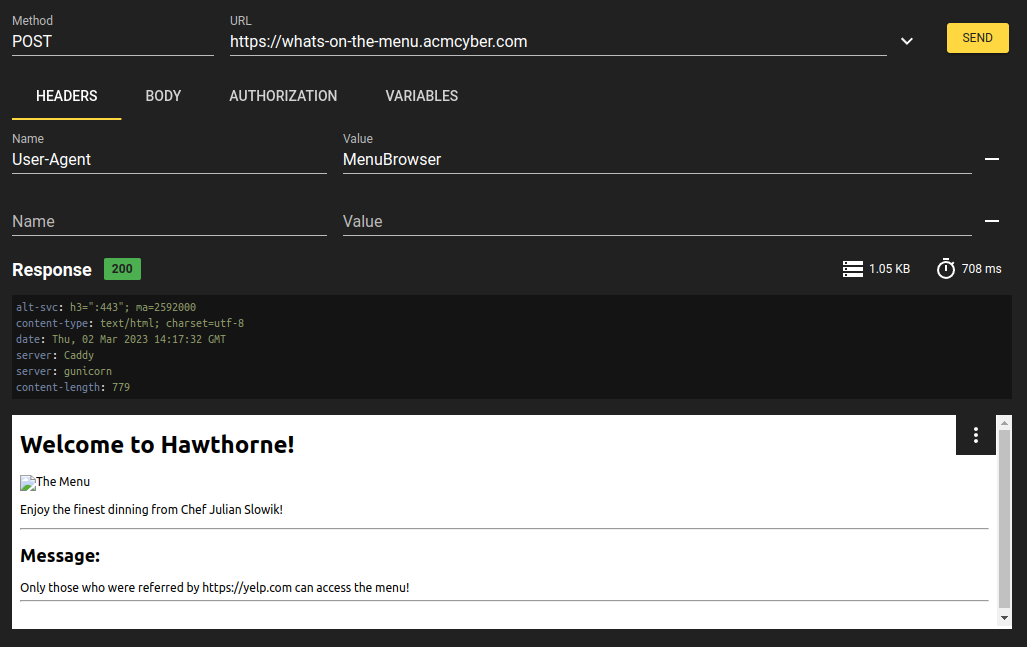 Method
URL
POST
https://whats-on-the-menu.acmcyber.com
SEND
HEADERS
BODY
AUTHORIZATION
VARIABLES
Name
Value
User-Agent
MenuBrowser
Name
Value
Response
200
1.05 KB
708 ms
alt-svc: h3=":443"; ma=2592000
content-type: text/html; charset=utf-8
date: Thu, 02 Mar 2023 14:17:32 GMT
server: Caddy
server: gunicorn
content-length: 779
Welcome to Hawthorne!
The Menu
Enjoy the finest dinning from Chef Julian Slowik!
Message:
Only those who were referred by https://yelp.com can access the menu!